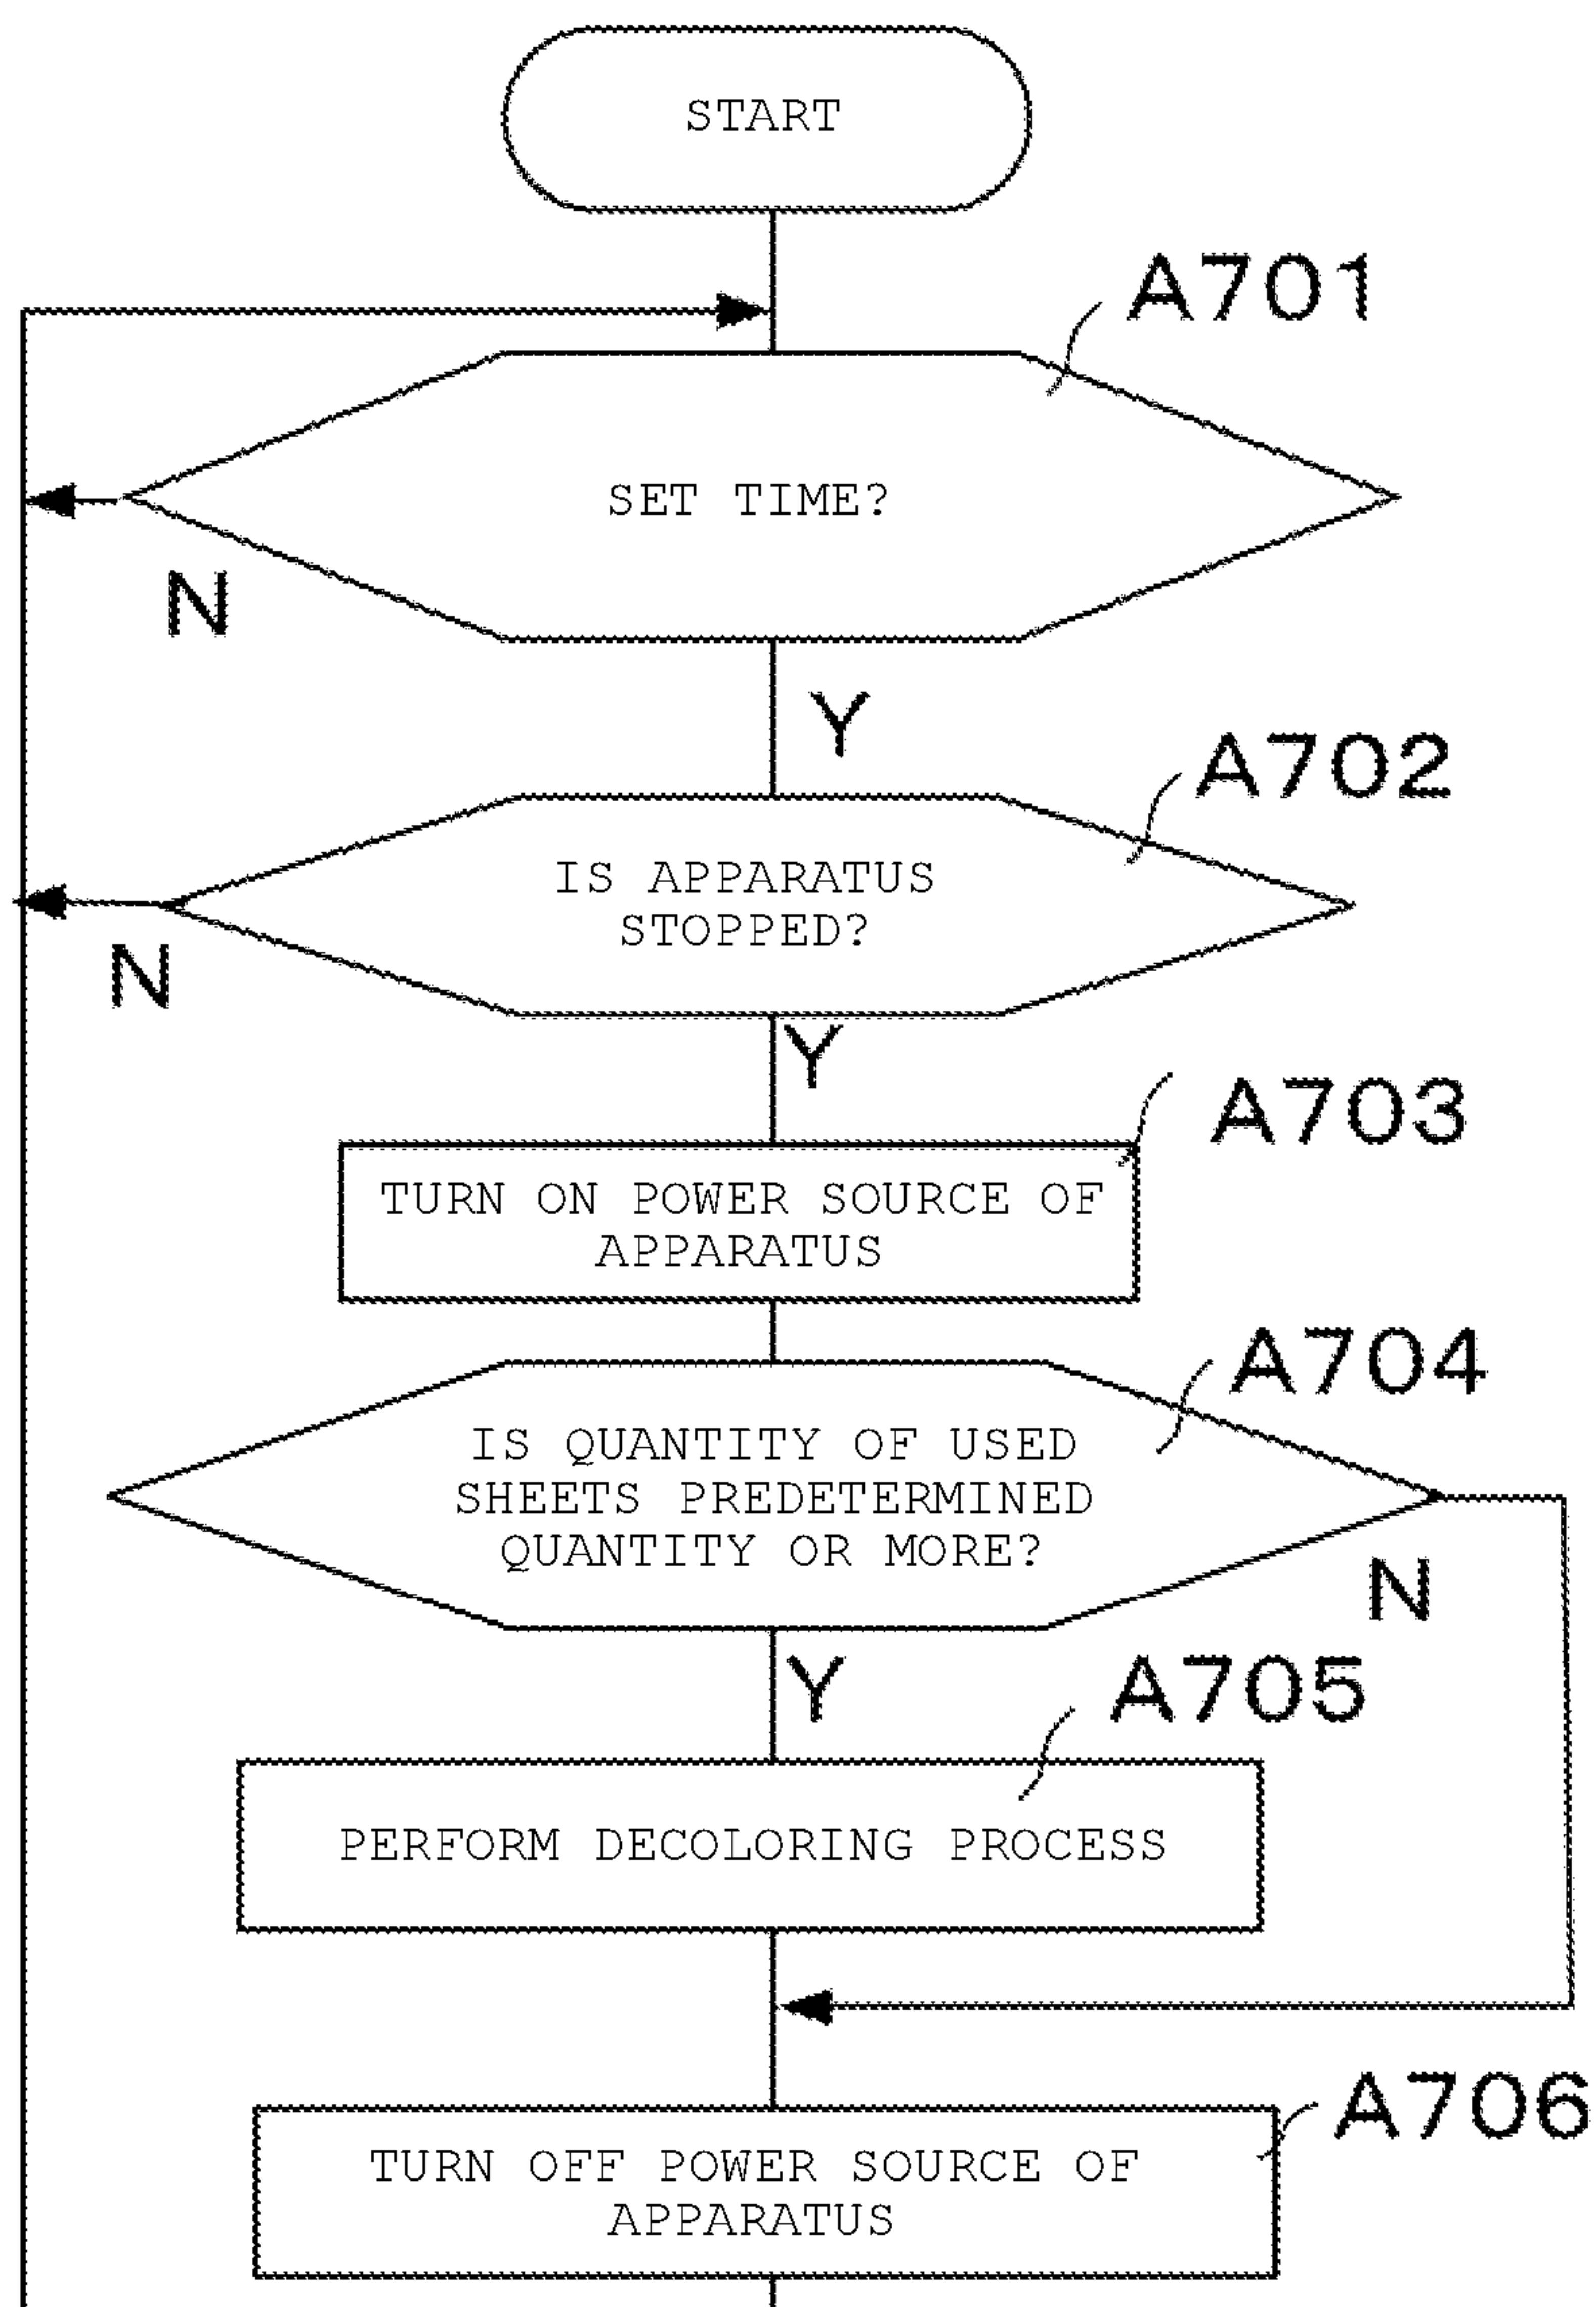 START
A701
SET TIME?
N
Y
A702
IS APPARATUS
STOPPED?
N
Y
A703
TURN ON POWER SOURCE OF
APPARATUS
A704
IS QUANTITY OF USED
SHEETS PREDETERMINED
QUANTITY OR MORE?
N
Y
A705
PERFORM DECOLORING PROCESS
A706
TURN OFF POWER SOURCE OF
APPARATUS